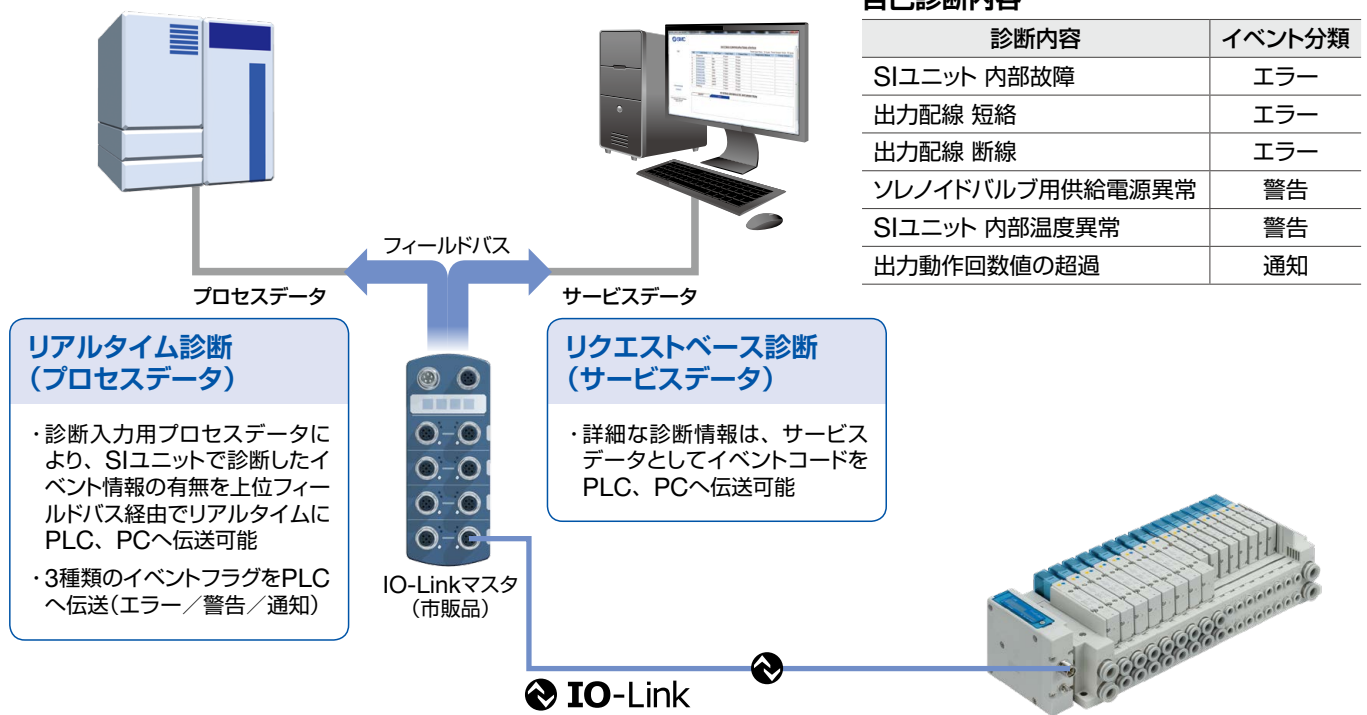 自己診断内容
診断内容 イベント分類
SIユニット 内部故障 エラー
出力配線 短絡 エラー
出力配線 断線 エラー
ソレノイドバルブ用供給電源異常 警告
SIユニット 内部温度異常 警告
出力動作回数値の超過 通知
フィールドバス
プロセスデータ
サービスデータ
リアルタイム診断
（プロセスデータ）
・診断入力用プロセスデータに
より、SIユニットで診断したイ
ベント情報の有無を上位フィー
ルドバス経由でリアルタイムに
PLC、PCへ伝送可能
・3種類のイベントフラグをPLC
へ伝送（エラー／警告／通知）
リクエストベース診断
（サービスデータ）
・詳細な診断情報は、サービス
データとしてイベントコードを
PLC、PCへ伝送可能
IO-Linkマスタ
（市販品）
IO-Link